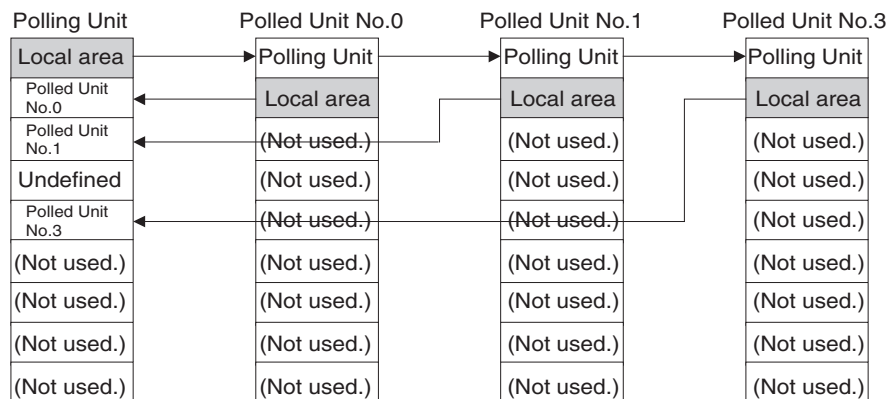 Polling Unit Polled Unit No.0 Polled Unit No.1 Polled Unit No.3
Local area Polling Unit Polling Unit Polling Unit
Polled Unit
No.0
Local area Local area Local area
Polled Unit
No.1
(Not used.) (Not used.) (Not used.)
Undefined (Not used.) (Not used.) (Not used.)
Polled Unit
No.3
(Not used.) (Not used.) (Not used.)
(Not used.) (Not used.) (Not used.) (Not used.)
(Not used.) (Not used.) (Not used.) (Not used.)
(Not used.) (Not used.) (Not used.) (Not used.)
(Not used.) (Not used.) (Not used.) (Not used.)